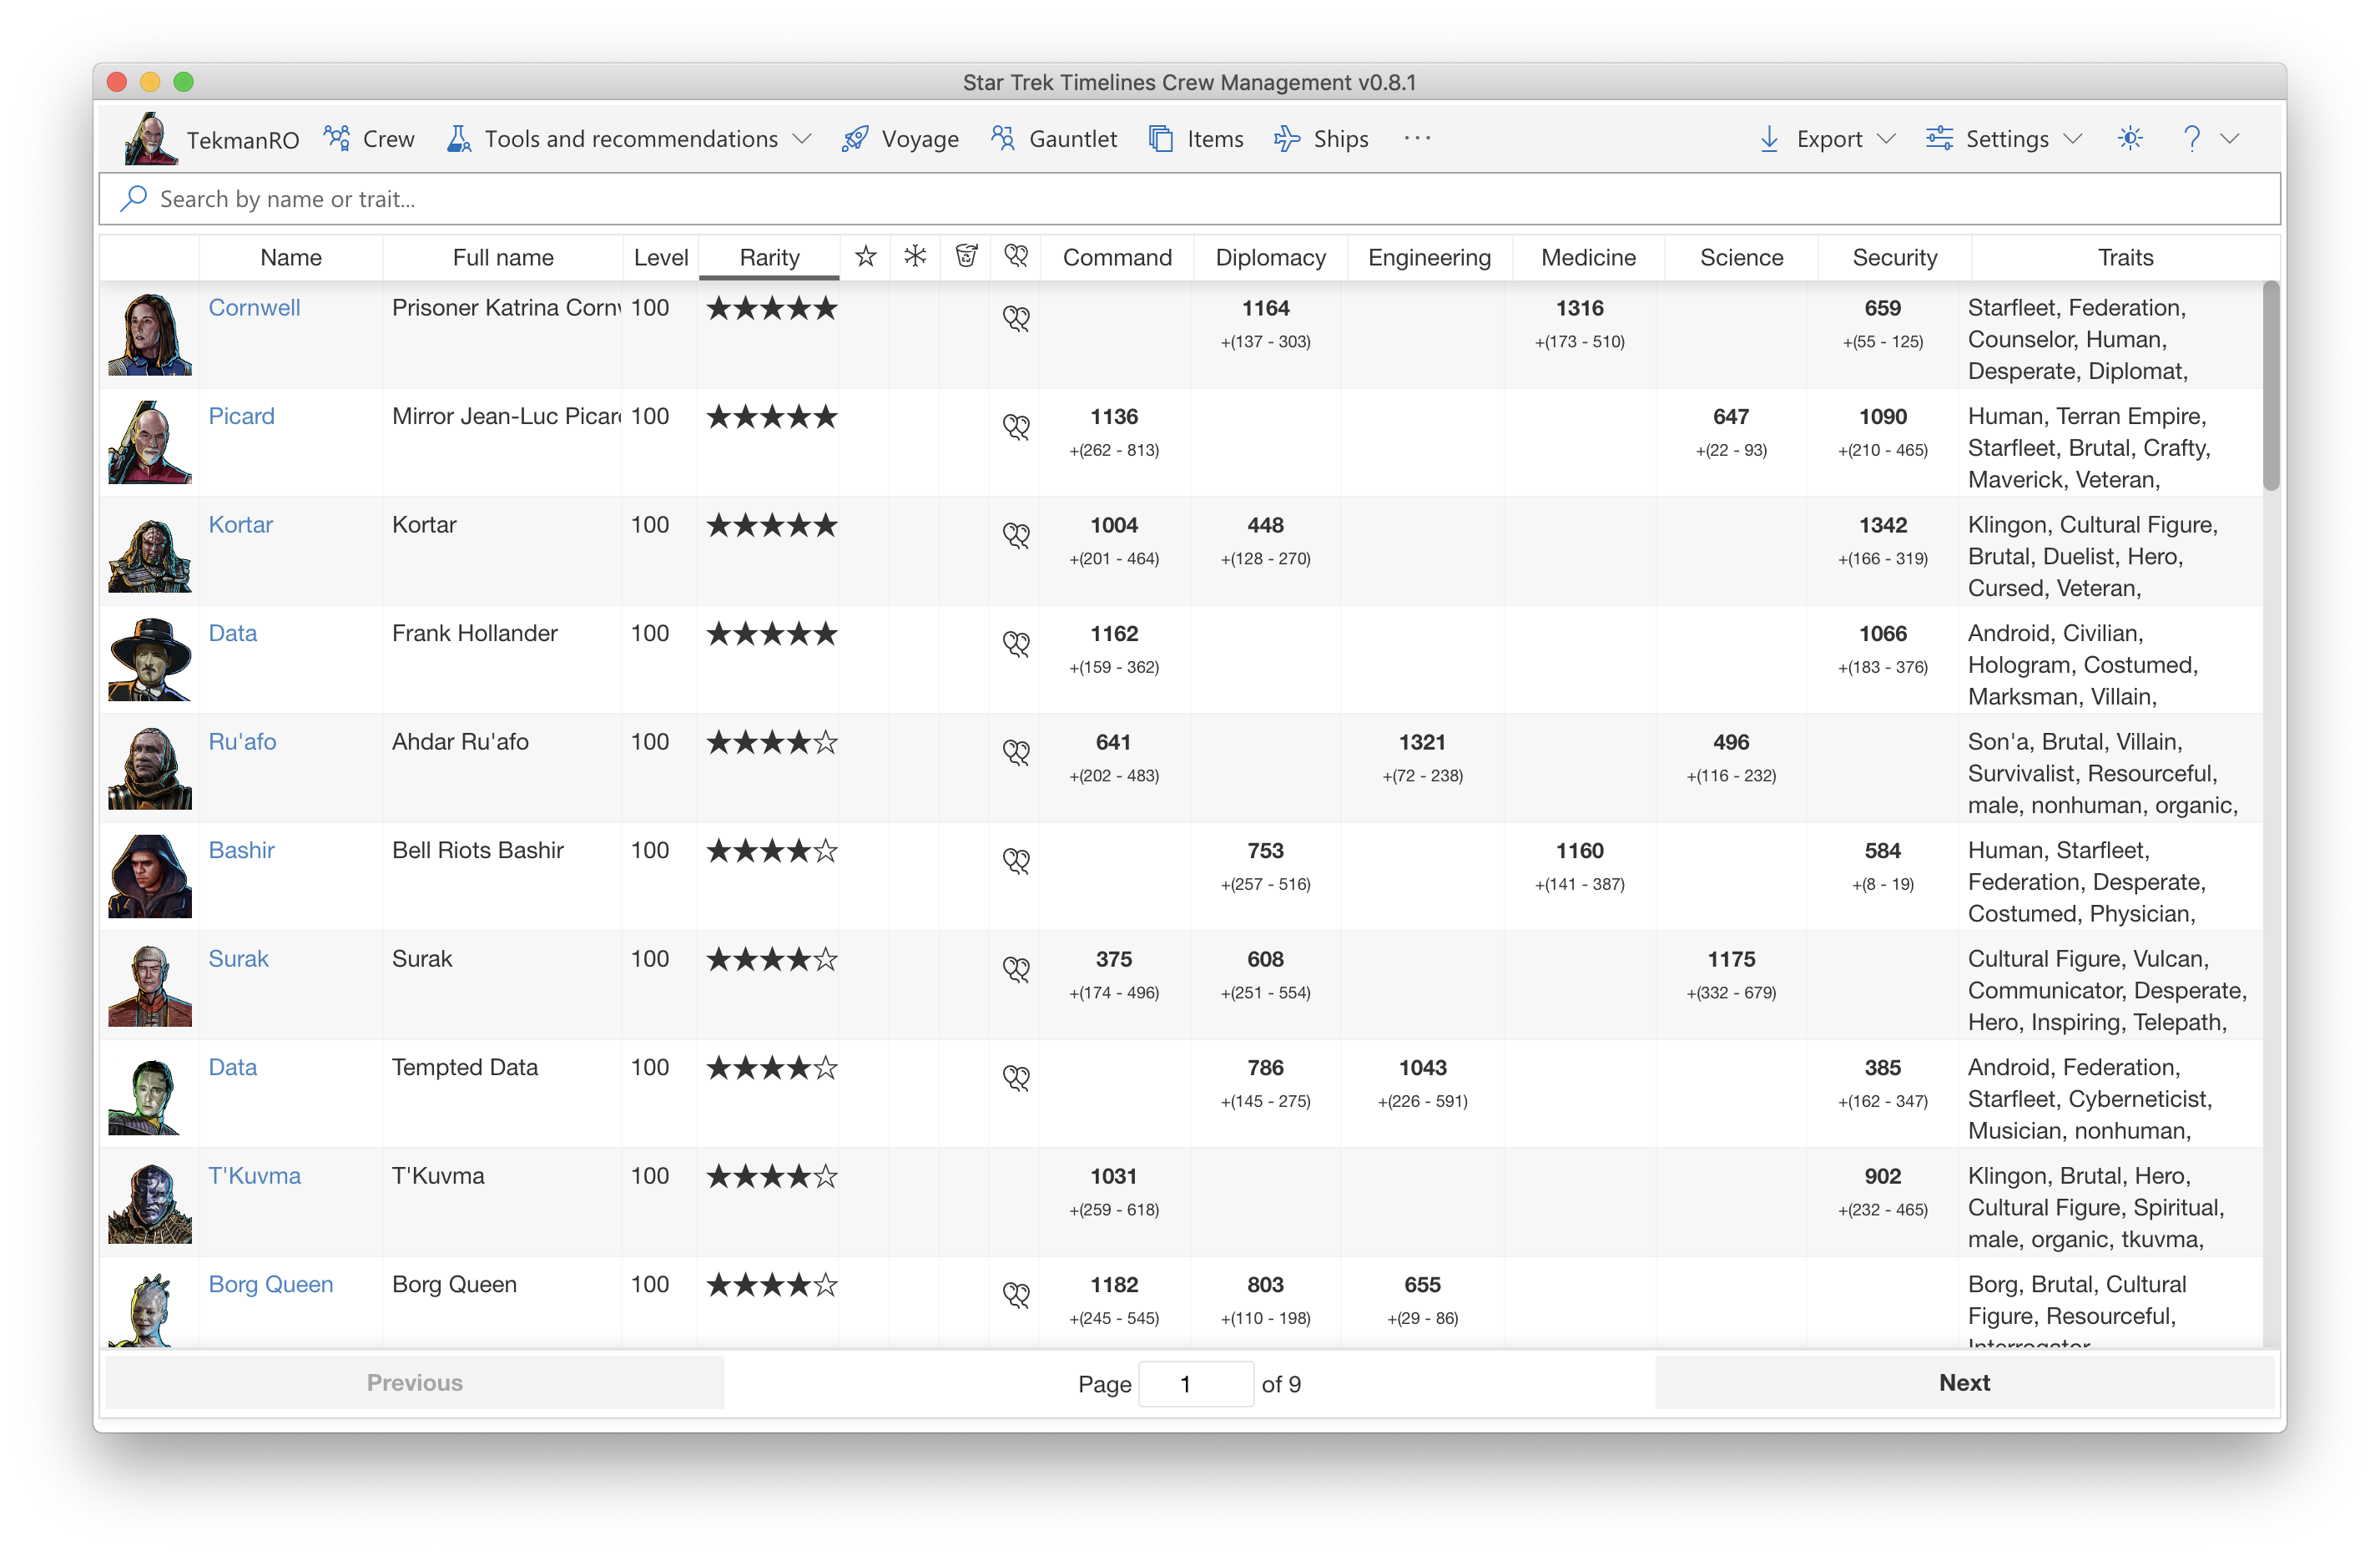 Star Trek Timelines Crew Management v0.8.1
TekmanRO Crew Tools and recommendations Voyage Gauntlet Items Ships ··· Export Settings ?
Search by name or trait...
Name Full name Level Rarity Command Diplomacy Engineering Medicine Science Security Traits
Cornwell Prisoner Katrina Corn 100 ★★★★★ 1164 1316 659 Starfleet, Federation,
+(137 - 303) +(173 - 510) +(55 - 125) Counselor, Human,
Desperate, Diplomat,
Picard Mirror Jean-Luc Picar 100 ★★★★★ 1136 647 1090 Human, Terran Empire,
+(262 - 813) +(22 - 93) +(210 - 465) Starfleet, Brutal, Crafty,
Maverick, Veteran,
Kortar Kortar 100 ★★★★★ 1004 448 1342 Klingon, Cultural Figure,
+(201 - 464) +(128 - 270) +(166 - 319) Brutal, Duelist, Hero,
Cursed, Veteran,
Data Frank Hollander 100 ★★★★★ 1162 1066 Android, Civilian,
+(159 - 362) +(183 - 376) Hologram, Costumed,
Marksman, Villain,
Ru'afo Ahdar Ru'afo 100 ★★★★☆ 641 1321 496 Son'a, Brutal, Villain,
+(202 - 483) +(72 - 238) +(116 - 232) Survivalist, Resourceful,
male, nonhuman, organic,
Bashir Bell Riots Bashir 100 ★★★★☆ 753 1160 584 Human, Starfleet,
+(257 - 516) +(141 - 387) +(8 - 19) Federation, Desperate,
Costumed, Physician,
Surak Surak 100 ★★★★☆ 375 608 1175 Cultural Figure, Vulcan,
+(174 - 496) +(251 - 554) +(332 - 679) Communicator, Desperate,
Hero, Inspiring, Telepath,
Data Tempted Data 100 ★★★★☆ 786 1043 385 Android, Federation,
+(145 - 275) +(226 - 591) +(162 - 347) Starfleet, Cyberneticist,
Musician, nonhuman,
T'Kuvma T'Kuvma 100 ★★★★☆ 1031 902 Klingon, Brutal, Hero,
+(259 - 618) +(232 - 465) Cultural Figure, Spiritual,
male, organic, tkuvma,
Borg Queen Borg Queen 100 ★★★★☆ 1182 803 655 Borg, Brutal, Cultural
+(245 - 545) +(110 - 198) +(29 - 86) Figure, Resourceful,
Interrogator
Previous Page 1 of 9 Next